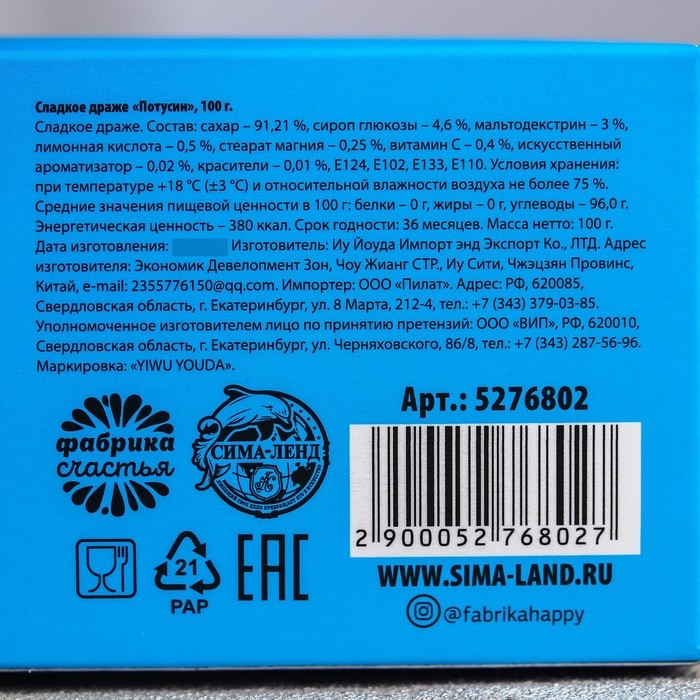 Сладкое драже «Потусин», 100 г.
Сладкое драже. Состав: сахар – 91,21 %, сироп глюкозы – 4,6 %, мальтодекстрин – 3 %,
лимонная кислота – 0,5 %, стеарат магния – 0,25 %, витамин С – 0,4 %, искусственный
ароматизатор – 0,02 %, красители – 0,01 %, Е124, Е102, Е133, Е110. Условия хранения:
при температуре +18 °С (±3 °С) и относительной влажности воздуха не более 75 %.
Средние значения пищевой ценности в 100 г: белки – 0 г, жиры – 0 г, углеводы – 96,0 г.
Энергетическая ценность – 380 ккал. Срок годности: 36 месяцев. Масса нетто: 100 г.
Дата изготовления: Изготовитель: Иу Йоуда Импорт энд Экспорт Ко., ЛТД. Адрес
изготовителя: Экономик Девелопмент Зон, Чоу Жианг СТР., Иу Сити, Чжэцзян Провинс,
Китай, e-mail: 2355776150@qq.com. Импортер: ООО «Пилат». Адрес: РФ, 620085,
Свердловская область, г. Екатеринбург, ул. 8 Марта, 212-4, тел.: +7 (343) 379-03-85.
Уполномоченное изготовителем лицо по принятию претензий: ООО «ВИП», РФ, 620010,
Свердловская область, г. Екатеринбург, ул. Черняховского, 86/8, тел.: +7 (343) 287-56-96.
Маркировка: «YIWU YOUDA».
фабрика
счастья
СИМА-ЛЕНД
Арт.: 5276802
2 900052 768027
WWW.SIMA-LAND.RU
@fabrikahappy
21
PAP
EAC